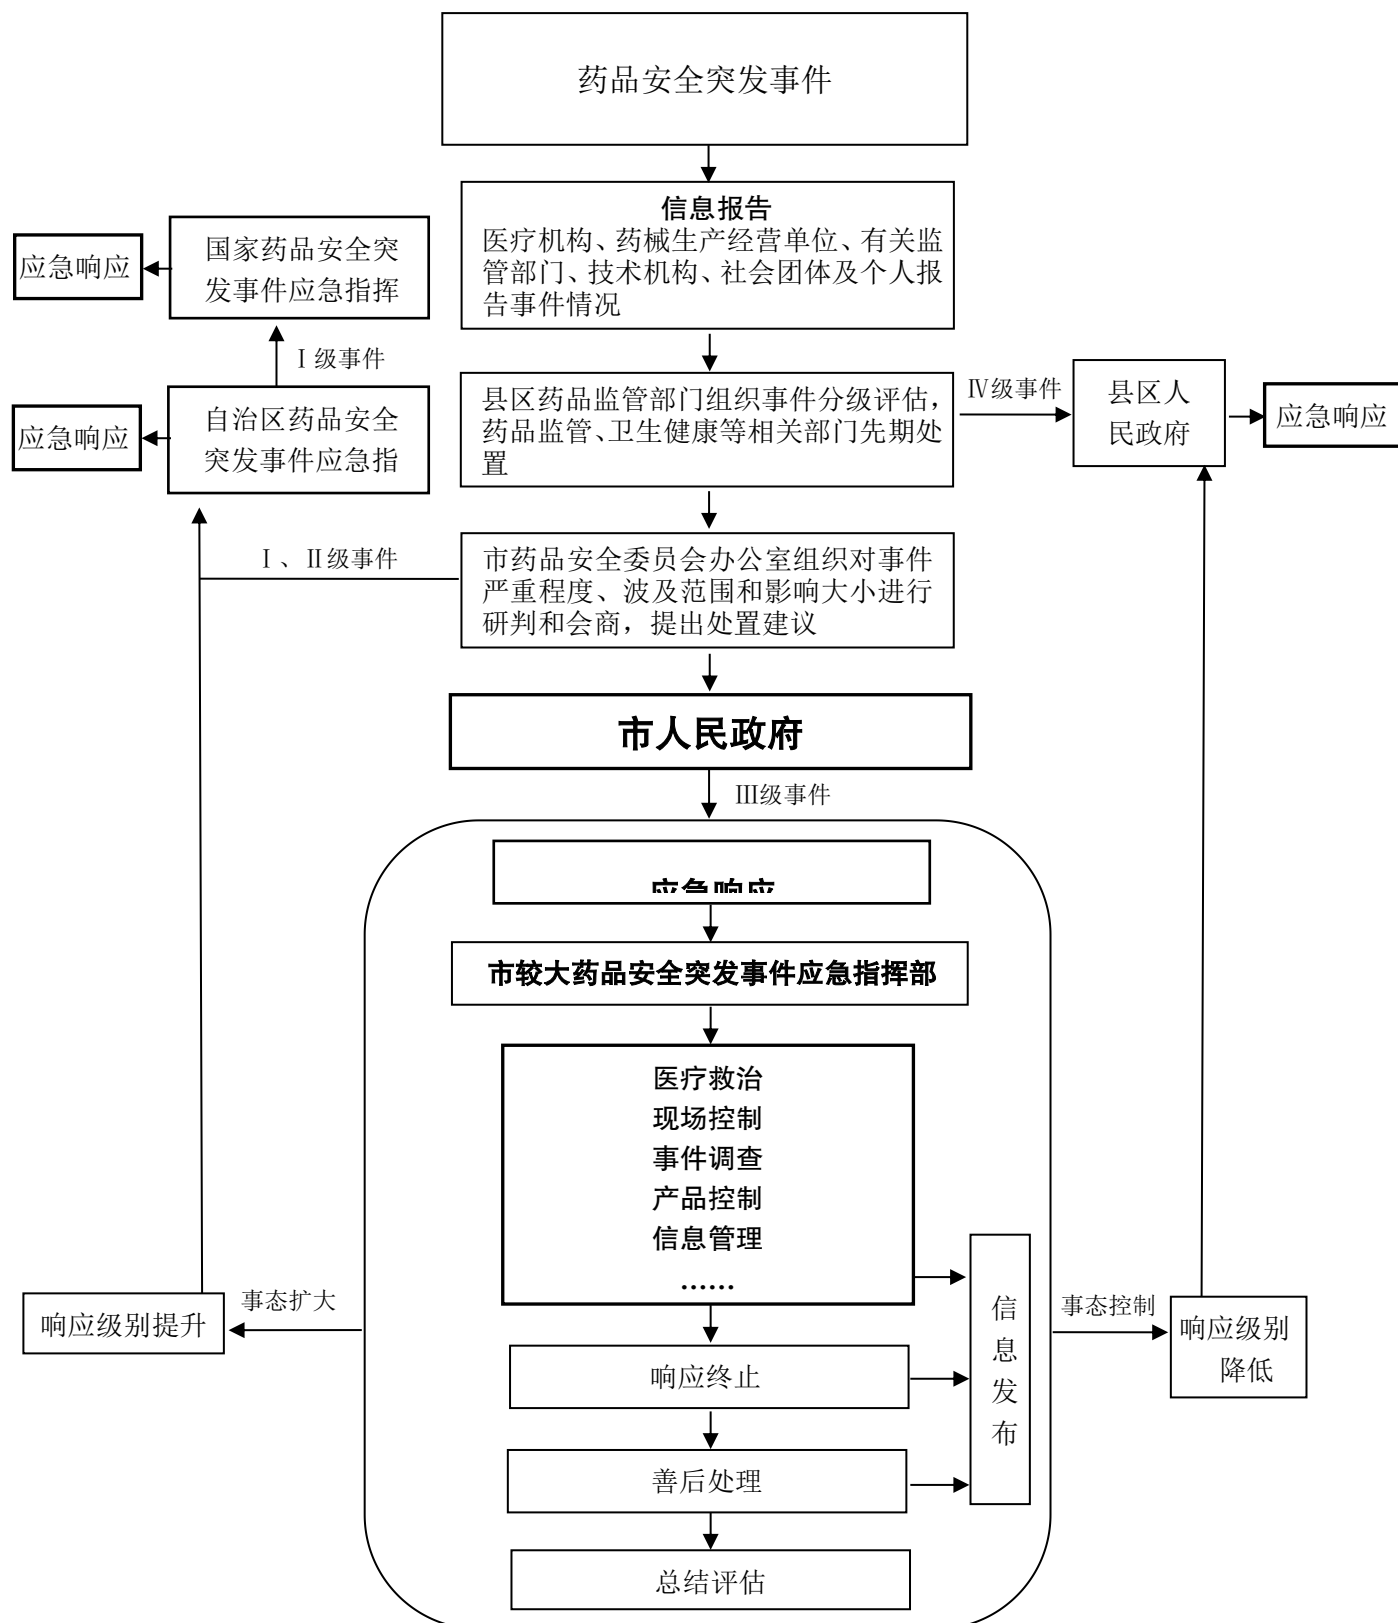 药品安全突发事件
信息报告
医疗机构、药械生产经营单位、有关监
管部门、技术机构、社会团体及个人报
告事件情况
国家药品安全突
发事件应急指挥
应急响应
Ⅰ级事件
自治区药品安全
突发事件应急指
应急响应
县区药品监管部门组织事件分级评估，
药品监管、卫生健康等相关部门先期处
置
Ⅳ级事件
县区人
民政府
应急响应
Ⅰ、Ⅱ级事件
市药品安全委员会办公室组织对事件
严重程度、波及范围和影响大小进行
研判和会商，提出处置建议
市人民政府
Ⅲ级事件
应急响应
市较大药品安全突发事件应急指挥部
医疗救治
现场控制
事件调查
产品控制
信息管理
……
信息发布
事态扩大
响应级别提升
事态控制
响应级别
降低
响应终止
善后处理
总结评估